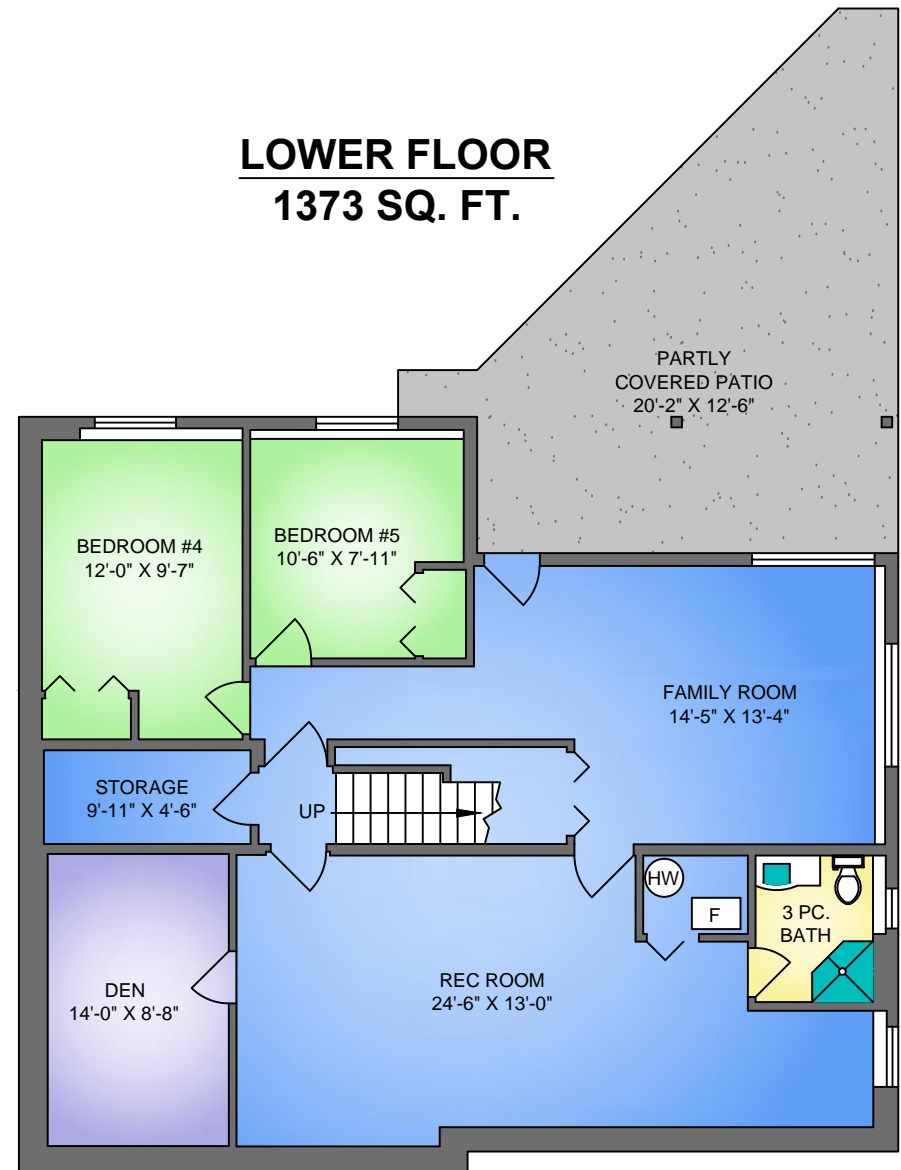 LOWER FLOOR
1373 SQ. FT.
PARTLY
COVERED PATIO
20'-2" X 12'-6"
BEDROOM #4
12'-0" X 9'-7"
BEDROOM #5
10'-6" X 7'-11"
FAMILY ROOM
14'-5" X 13'-4"
STORAGE
9'-11" X 4'-6"
UP
HW
F
3 PC.
BATH
DEN
14'-0" X 8'-8"
REC ROOM
24'-6" X 13'-0"